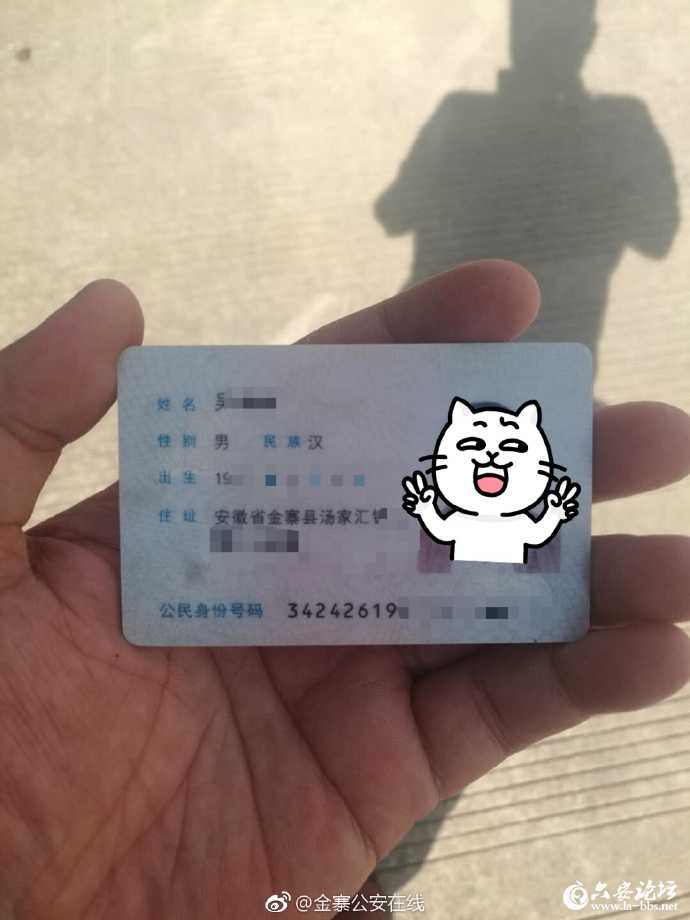 姓名 吴
性别 男 民族 汉
出生 19
住址 安徽省金寨县汤家汇镇
公民身份号码 34242619
@金寨公安在线
六安论坛
www.la-bbs.net